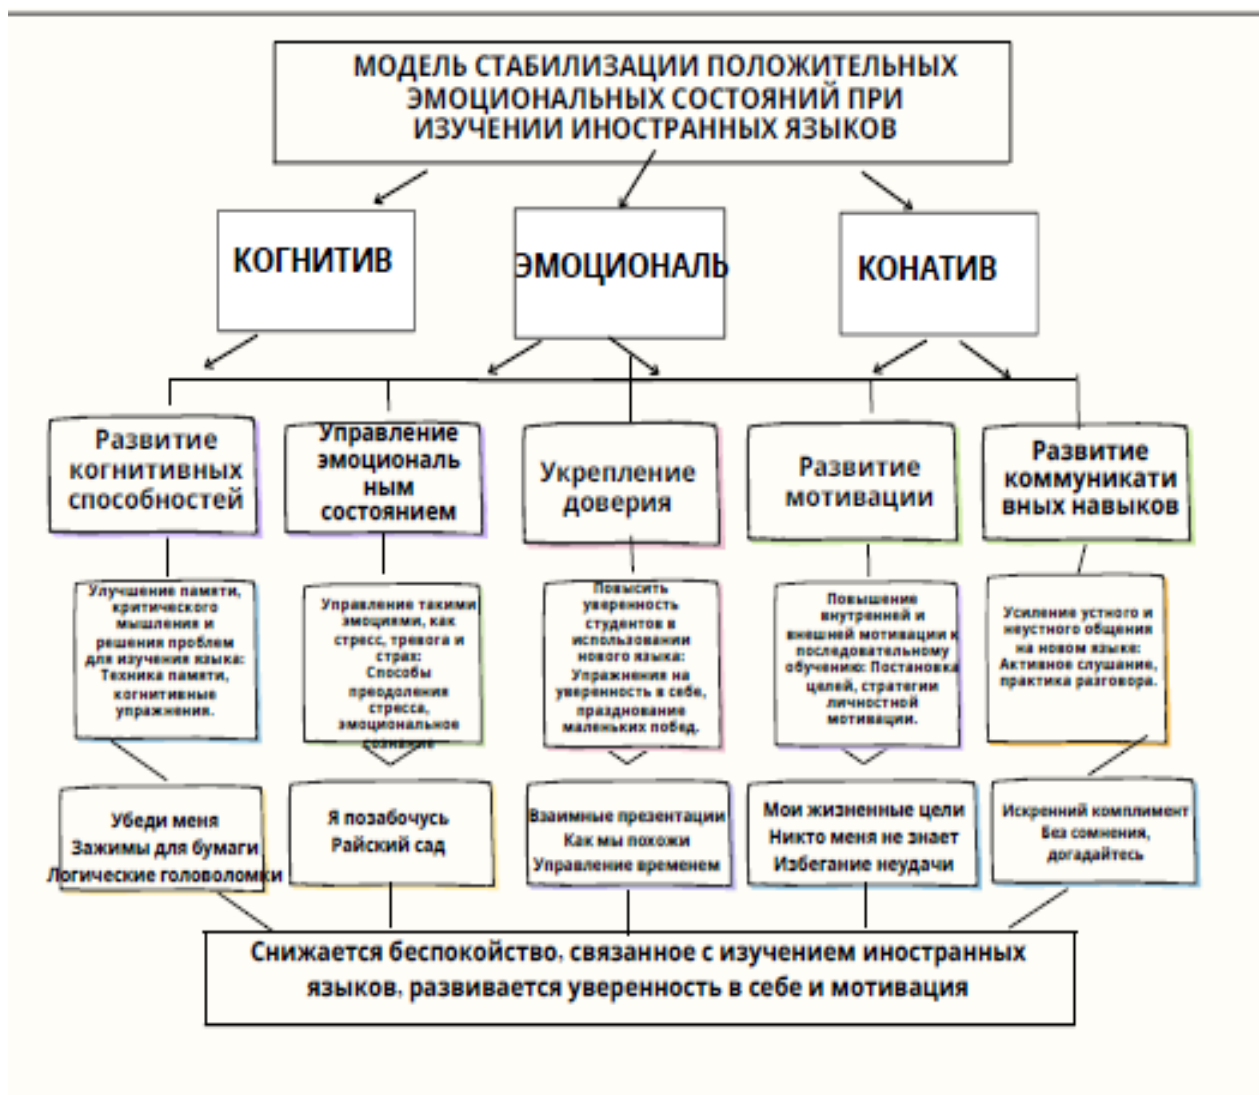 МОДЕЛЬ СТАБИЛИЗАЦИИ ПОЛОЖИТЕЛЬНЫХ
ЭМОЦИОНАЛЬНЫХ СОСТОЯНИЙ ПРИ
ИЗУЧЕНИИ ИНОСТРАННЫХ ЯЗЫКОВ
КОГНИТИВ
ЭМОЦИОНАЛЬ
КОНАТИВ
Развитие
когнитивных
способностей
Управление
эмоциональ
ным
состоянием
Укрепление
доверия
Развитие
мотивации
Развитие
коммуникати
вных навыков
Улучшение памяти,
критического
мышления и
решения проблем
для изучения языка:
Техника памяти,
когнитивные
упражнения.
Управление такими
эмоциями, как
стресс, тревога и
страх:
Способы
преодоления
стресса,
эмоциональное
сознание
Повысить
уверенность
студентов в
использовании
нового языка:
Упражнения на
уверенность в себе,
празднование
маленьких побед.
Повышение
внутренней и
внешней мотивации к
последовательному
обучению: Постановка
целей, стратегии
личностной
мотивации.
Усиление устного и
неустного общения
на новом языке:
Активное слушание,
практика разговора.
Убеди меня
Зажимы для бумаги
Логические головоломки
Я позабочусь
Райский сад
Взаимные презентации
Как мы похожи
Управление временем
Мои жизненные цели
Никто меня не знает
Избегание неудачи
Искренний комплимент
Без сомнения,
догадайтесь
Снижается беспокойство, связанное с изучением иностранных
языков, развивается уверенность в себе и мотивация